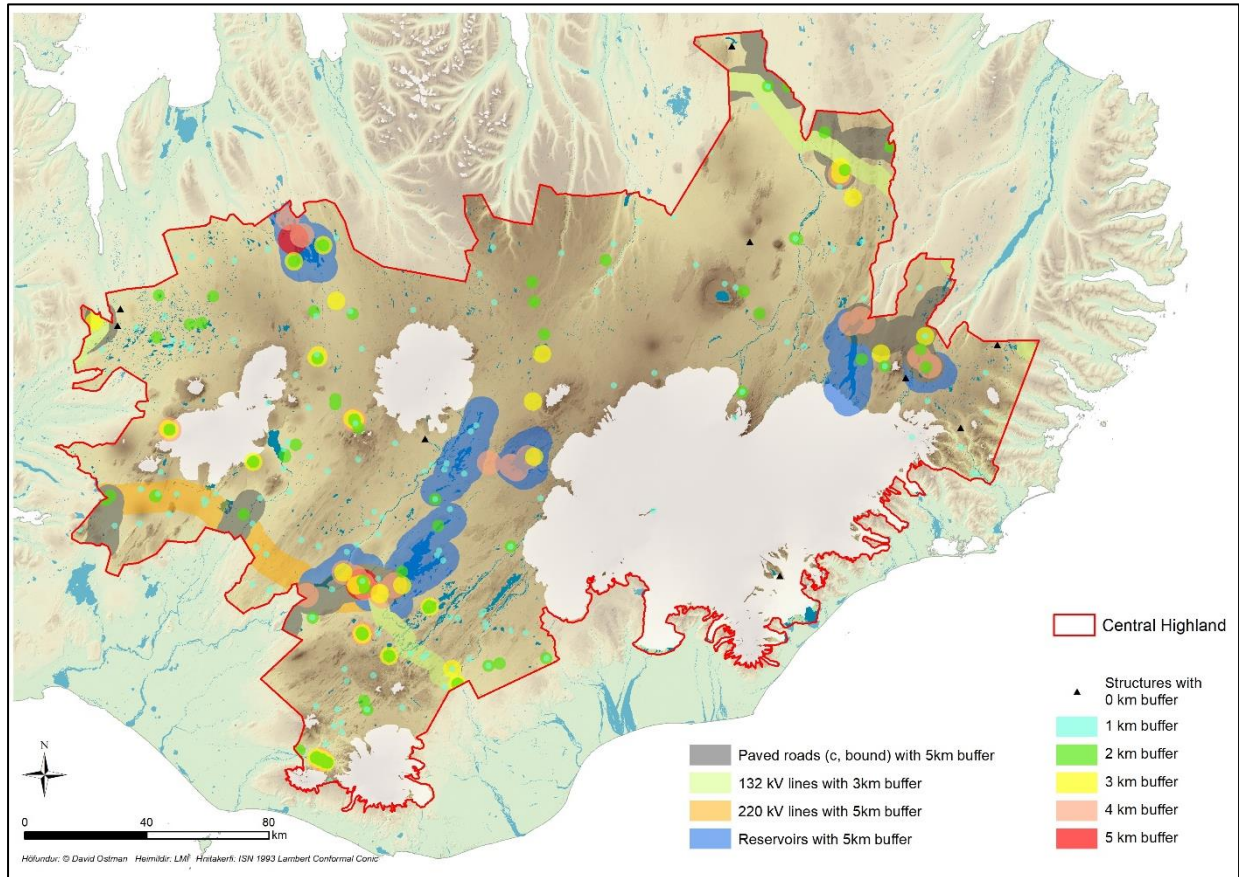 Central Highland
Structures with
0 km buffer
1 km buffer
2 km buffer
3 km buffer
4 km buffer
5 km buffer
Paved roads (c, bound) with 5km buffer
132 kV lines with 3km buffer
220 kV lines with 5km buffer
Reservoirs with 5km buffer
N
0 40 80
km
Höfundur: © David Ostman Heimildir: LMÍ Hnitakerfi: ISN 1993 Lambert Conformal Conic